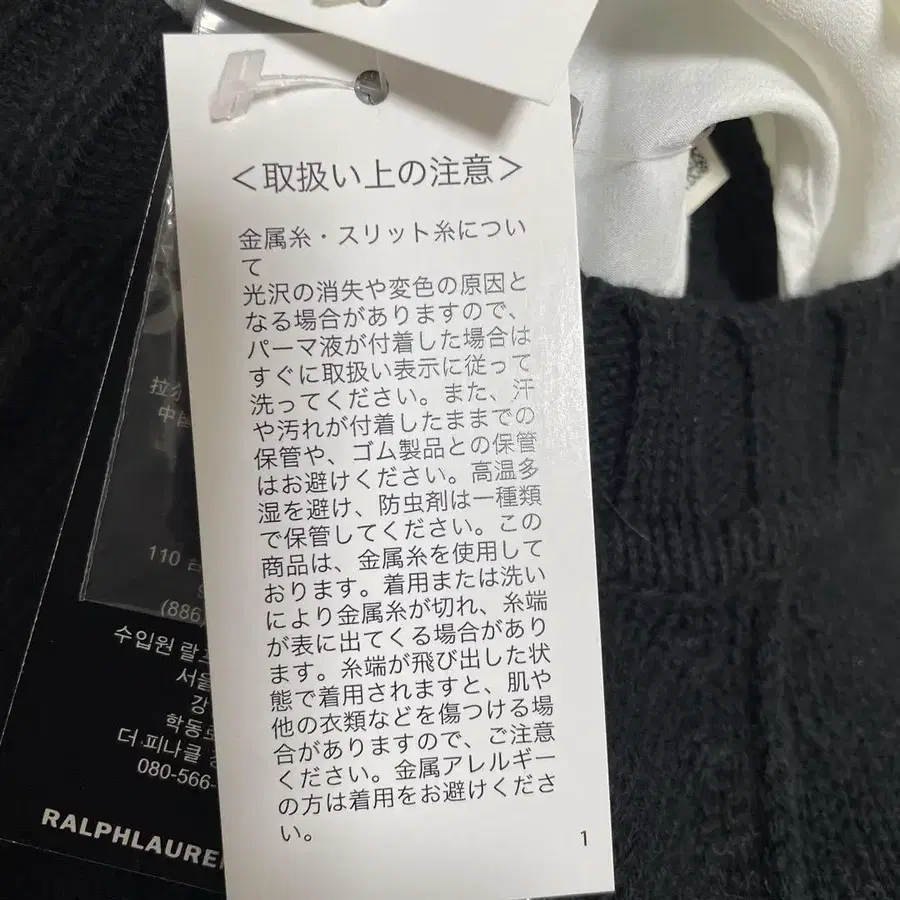 ＜取扱い上の注意＞
金属糸・スリット糸につい
て
光沢の消失や変色の原因と
なる場合がありますので、
パーマ液が付着した場合は
すぐに取扱い表示に従って
洗ってください。また、汗
や汚れが付着したままでの
保管や、ゴム製品との保管
はお避けください。高温多
湿を避け、防虫剤は一種類
で保管してください。この
商品は、金属糸を使用して
おります。着用または洗い
により金属糸が切れ、糸端
が表に出てくる場合があり
ます。糸端が飛び出した状
態で着用されますと、肌や
他の衣類などを傷つける場
合がありますので、ご注意
ください。金属アレルギー
の方は着用をお避けくださ
い。
1
110
(886)
수입원
서울
강
학동로
더 피나클
080-566-
RALPHLAUREN